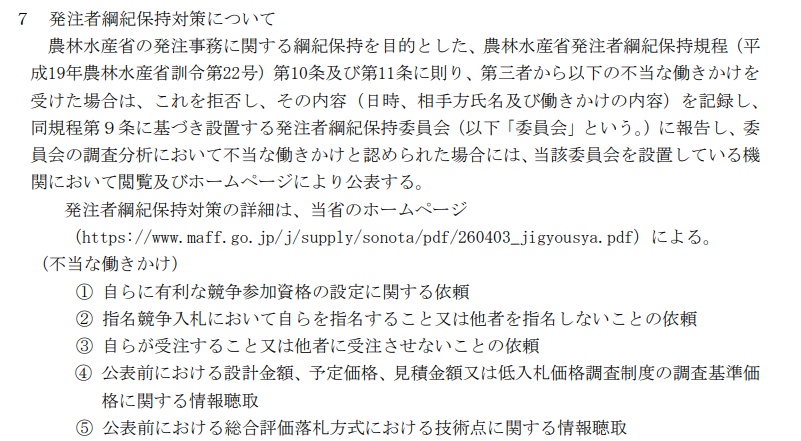 ７　発注者綱紀保持対策について
農林水産省の発注事務に関する綱紀保持を目的とした、農林水産省発注者綱紀保持規程（平
成19年農林水産省訓令第22号）第10条及び第11条に則り、第三者から以下の不当な働きかけを
受けた場合は、これを拒否し、その内容（日時、相手方氏名及び働きかけの内容）を記録し、
同規程第９条に基づき設置する発注者綱紀保持委員会（以下「委員会」という。）に報告し、委
員会の調査分析において不当な働きかけと認められた場合には、当該委員会を設置している機
関において閲覧及びホームページにより公表する。
発注者綱紀保持対策の詳細は、当省のホームページ
（https://www.maff.go.jp/j/supply/sonota/pdf/260403_jigyousya.pdf）による。
（不当な働きかけ）
① 自らに有利な競争参加資格の設定に関する依頼
② 指名競争入札において自らを指名すること又は他者を指名しないことの依頼
③ 自らが受注すること又は他者に受注させないことの依頼
④ 公表前における設計金額、予定価格、見積金額又は低入札価格調査制度の調査基準価
格に関する情報聴取
⑤ 公表前における総合評価落札方式における技術点に関する情報聴取